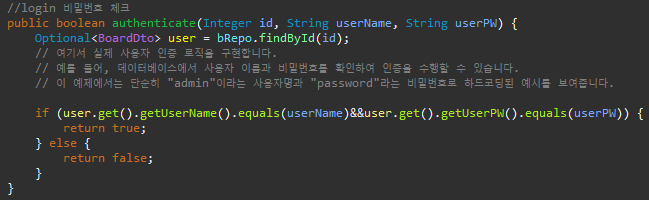 //login 비밀번호 체크
public boolean authenticate(Integer id, String userName, String userPW) {
    Optional<BoardDto> user = bRepo.findById(id);
    // 여기서 실제 사용자 인증 로직을 구현합니다.
    // 예를 들어, 데이터베이스에서 사용자 이름과 비밀번호를 확인하여 인증을 수행할 수 있습니다.
    // 이 예제에서는 단순히 "admin"이라는 사용자명과 "password"라는 비밀번호로 하드코딩된 예시를 보여줍니다.
    if (user.get().getUserName().equals(userName)&&user.get().getUserPW().equals(userPW)) {
        return true;
    } else {
        return false;
    }
}